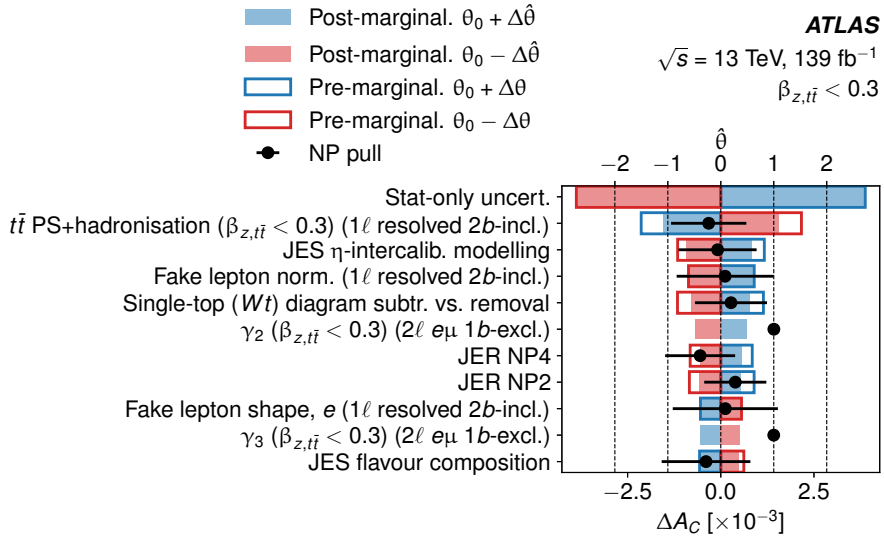 Post-marginal. θ₀ + Δθ̂
Post-marginal. θ₀ − Δθ̂
Pre-marginal. θ₀ + Δθ
Pre-marginal. θ₀ − Δθ
NP pull
ATLAS
√s = 13 TeV, 139 fb⁻¹
β_{z,tt̄} < 0.3
θ̂
−2 −1 0 1 2
Stat-only uncert.
tt̄ PS+hadronisation (β_{z,tt̄} < 0.3) (1ℓ resolved 2b-incl.)
JES η-intercalib. modelling
Fake lepton norm. (1ℓ resolved 2b-incl.)
Single-top (Wt) diagram subtr. vs. removal
γ₂ (β_{z,tt̄} < 0.3) (2ℓ eμ 1b-excl.)
JER NP4
JER NP2
Fake lepton shape, e (1ℓ resolved 2b-incl.)
γ₃ (β_{z,tt̄} < 0.3) (2ℓ eμ 1b-excl.)
JES flavour composition
−2.5 0.0 2.5
ΔA_C [×10⁻³]